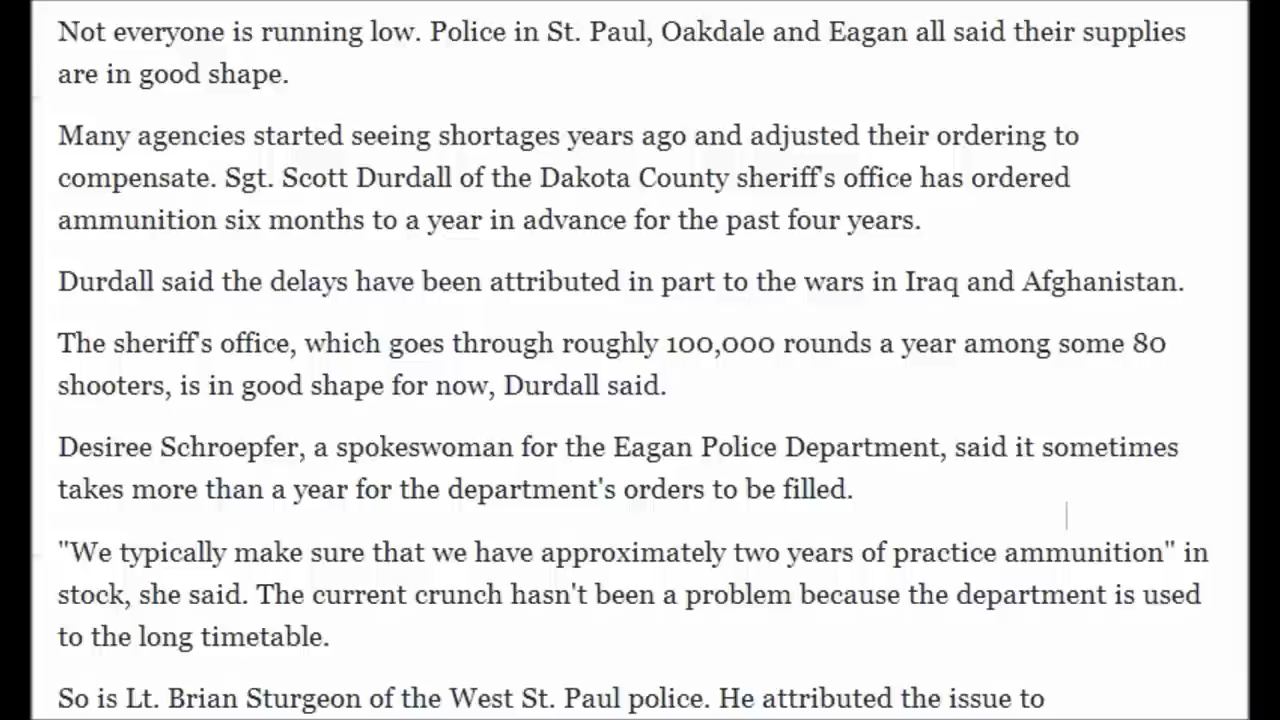 Not everyone is running low. Police in St. Paul, Oakdale and Eagan all said their supplies
are in good shape.
Many agencies started seeing shortages years ago and adjusted their ordering to
compensate. Sgt. Scott Durdall of the Dakota County sheriff's office has ordered
ammunition six months to a year in advance for the past four years.
Durdall said the delays have been attributed in part to the wars in Iraq and Afghanistan.
The sheriff's office, which goes through roughly 100,000 rounds a year among some 80
shooters, is in good shape for now, Durdall said.
Desiree Schroepfer, a spokeswoman for the Eagan Police Department, said it sometimes
takes more than a year for the department's orders to be filled.
"We typically make sure that we have approximately two years of practice ammunition" in
stock, she said. The current crunch hasn't been a problem because the department is used
to the long timetable.
So is Lt. Brian Sturgeon of the West St. Paul police. He attributed the issue to